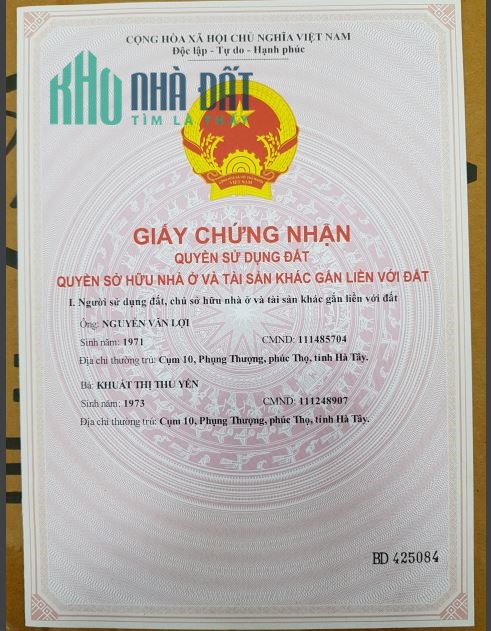 CỘNG HÒA XÃ HỘI CHỦ NGHĨA VIỆT NAM
Độc lập - Tự do - Hạnh phúc
KHO NHÀ ĐẤT
TÌM LÀ THẤY
GIẤY CHỨNG NHẬN
QUYỀN SỬ DỤNG ĐẤT
QUYỀN SỞ HỮU NHÀ Ở VÀ TÀI SẢN KHÁC GẮN LIỀN VỚI ĐẤT
I. Người sử dụng đất, chủ sở hữu nhà ở và tài sản khác gắn liền với đất
Ông: NGUYỄN VĂN LỢI
Sinh năm: 1971 CMND: 111485704
Địa chỉ thường trú: Cụm 10, Phụng Thượng, phúc Thọ, tỉnh Hà Tây.
Bà: KHUẤT THỊ THU YÊN
Sinh năm: 1973 CMND: 111248907
Địa chỉ thường trú: Cụm 10, Phụng Thượng, phúc Thọ, tỉnh Hà Tây.
BD 425084